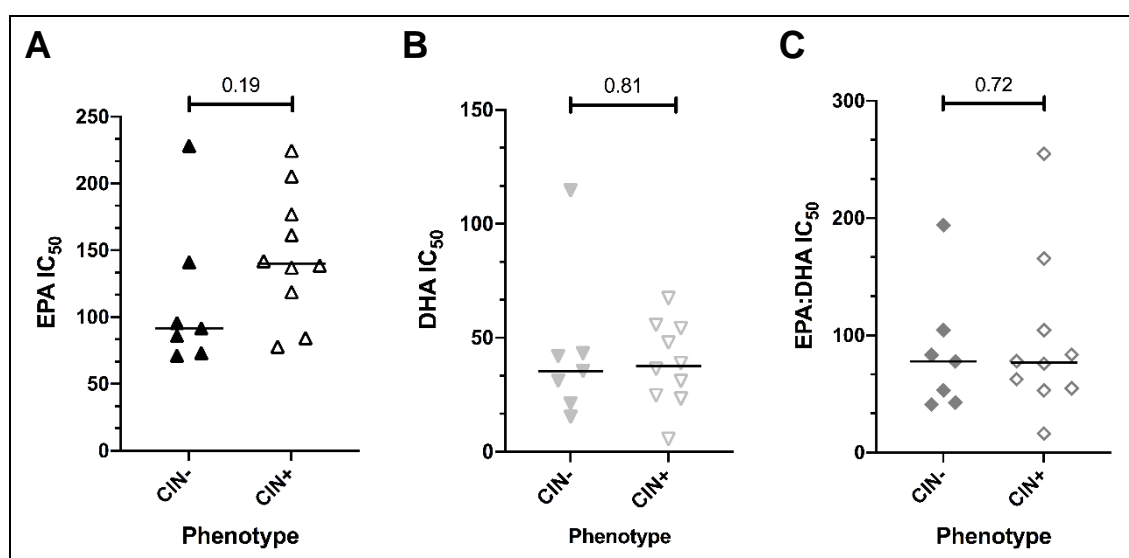 A
0.19
EPA IC50
250
200
150
100
50
0
CIN-
CIN+
Phenotype
B
0.81
DHA IC50
150
100
50
0
CIN-
CIN+
Phenotype
C
0.72
EPA:DHA IC50
300
200
100
0
CIN-
CIN+
Phenotype